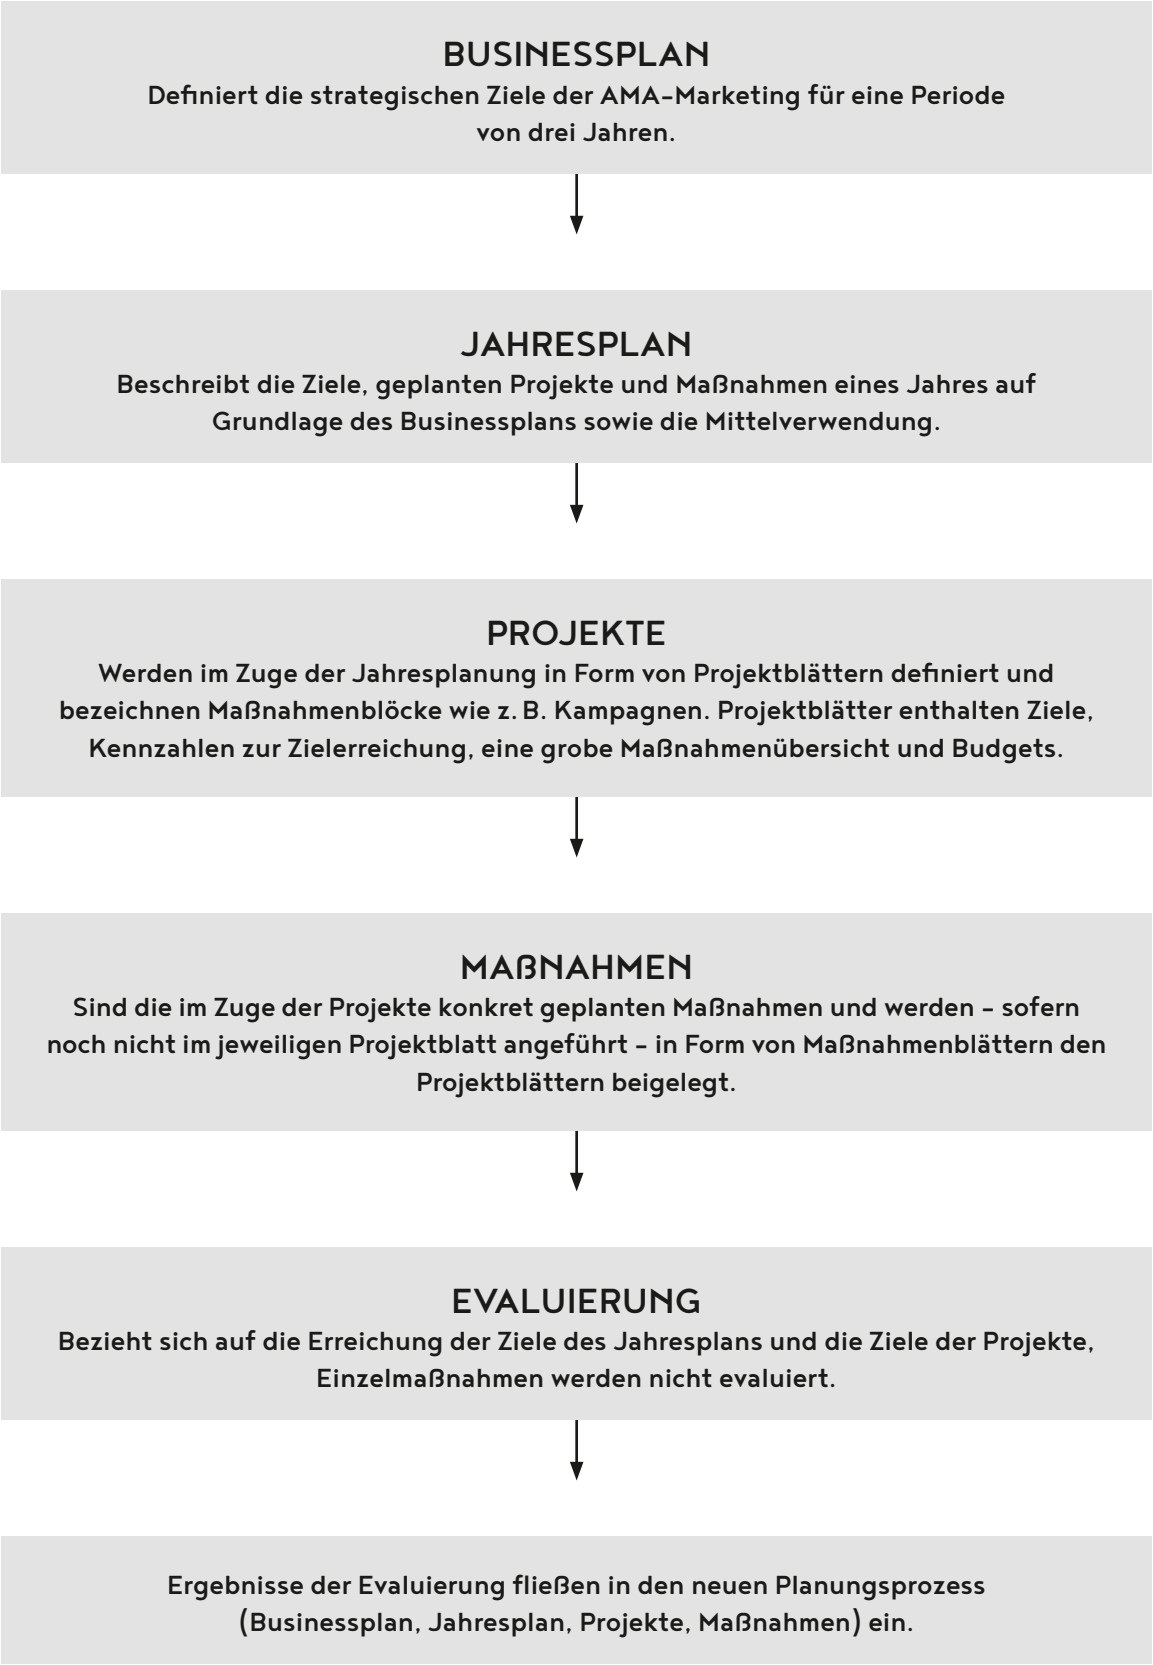 BUSINESSPLAN
Definiert die strategischen Ziele der AMA-Marketing für eine Periode
von drei Jahren.
JAHRESPLAN
Beschreibt die Ziele, geplanten Projekte und Maßnahmen eines Jahres auf
Grundlage des Businessplans sowie die Mittelverwendung.
PROJEKTE
Werden im Zuge der Jahresplanung in Form von Projektblättern definiert und
bezeichnen Maßnahmenblöcke wie z. B. Kampagnen. Projektblätter enthalten Ziele,
Kennzahlen zur Zielerreichung, eine grobe Maßnahmenübersicht und Budgets.
MAßNAHMEN
Sind die im Zuge der Projekte konkret geplanten Maßnahmen und werden – sofern
noch nicht im jeweiligen Projektblatt angeführt – in Form von Maßnahmenblättern den
Projektblättern beigelegt.
EVALUIERUNG
Bezieht sich auf die Erreichung der Ziele des Jahresplans und die Ziele der Projekte,
Einzelmaßnahmen werden nicht evaluiert.
Ergebnisse der Evaluierung fließen in den neuen Planungsprozess
(Businessplan, Jahresplan, Projekte, Maßnahmen) ein.